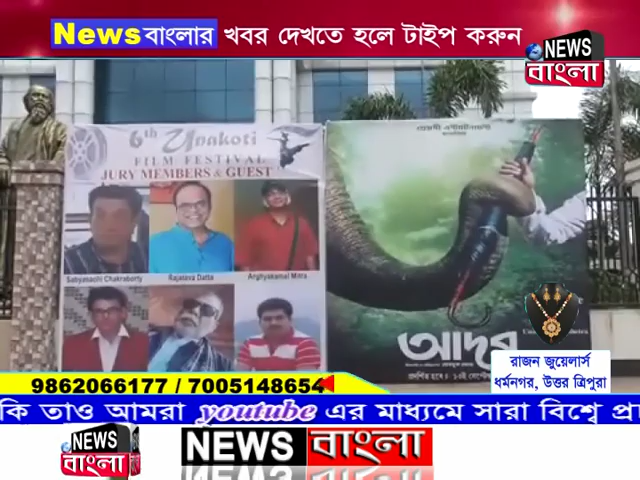 News বাংলার খবর দেখতে হলে টাইপ করুন
NEWS
বাংলা
6th Unakoti
FILM FESTIVAL
JURY MEMBERS & GUEST
Sabyasachi Chakraborty
Rajatava Datta
Arghyakamal Mitra
আদর
রাজন জুয়েলার্স
ধর্মনগর, উত্তর ত্রিপুরা
9862066177 / 7005148654
কি তাও আমরা youtube এর মাধ্যমে সারা বিশ্বে প্রা
NEWS
বাংলা
NEWS বাংলা